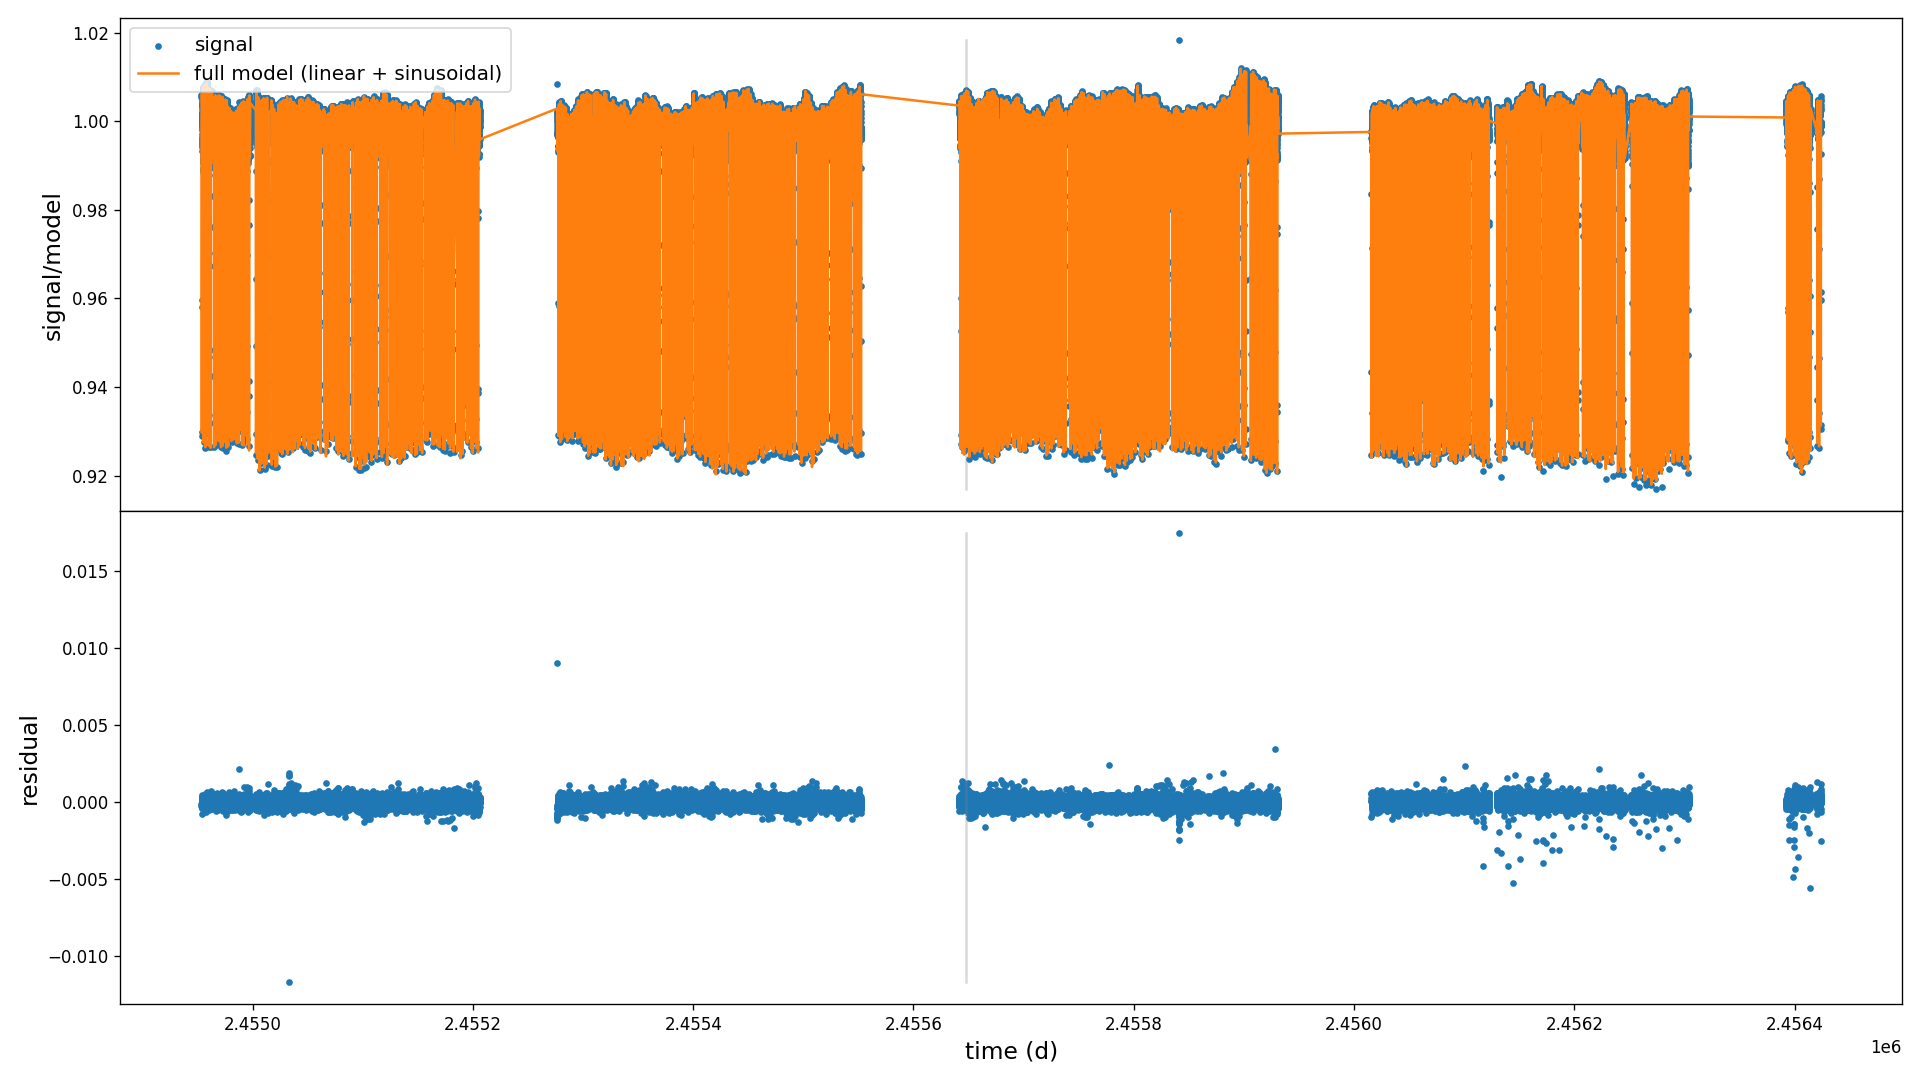 signal
full model (linear + sinusoidal)
1.02
1.00
0.98
0.96
0.94
0.92
signal/model
0.015
0.010
0.005
0.000
−0.005
−0.010
residual
2.4550 2.4552 2.4554 2.4556 2.4558 2.4560 2.4562 2.4564
1e6
time (d)